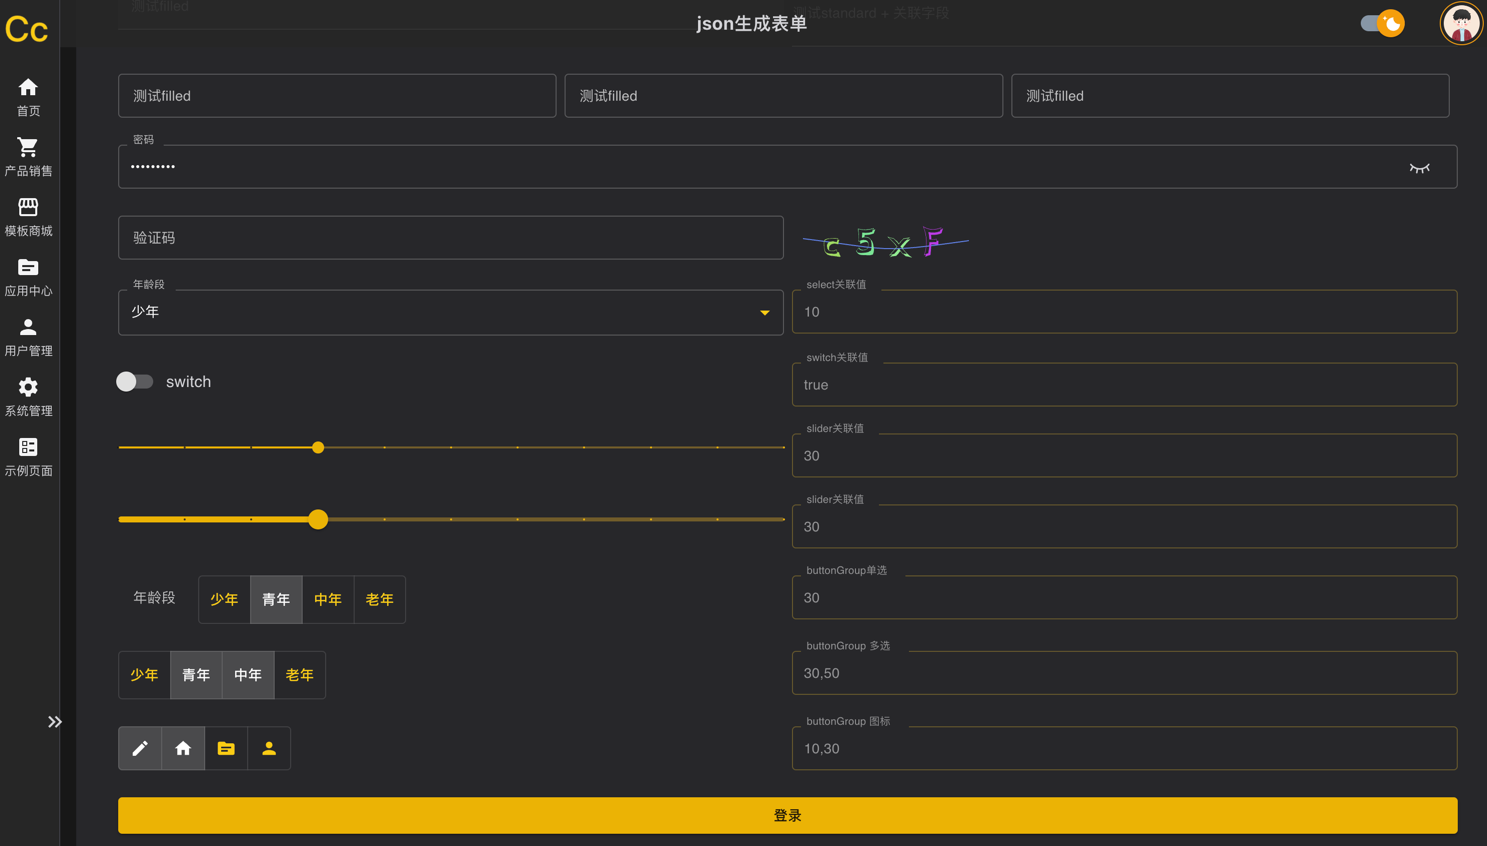 测试filled
测试standard + 关联字段
Cc
json生成表单
首页
产品销售
模板商城
应用中心
用户管理
系统管理
示例页面
测试filled
测试filled
测试filled
密码
•••••••••
验证码
c5xF
年龄段
少年
select关联值
10
switch
switch关联值
true
slider关联值
30
slider关联值
30
年龄段
少年 青年 中年 老年
buttonGroup单选
30
少年 青年 中年 老年
buttonGroup 多选
30,50
buttonGroup 图标
10,30
登录